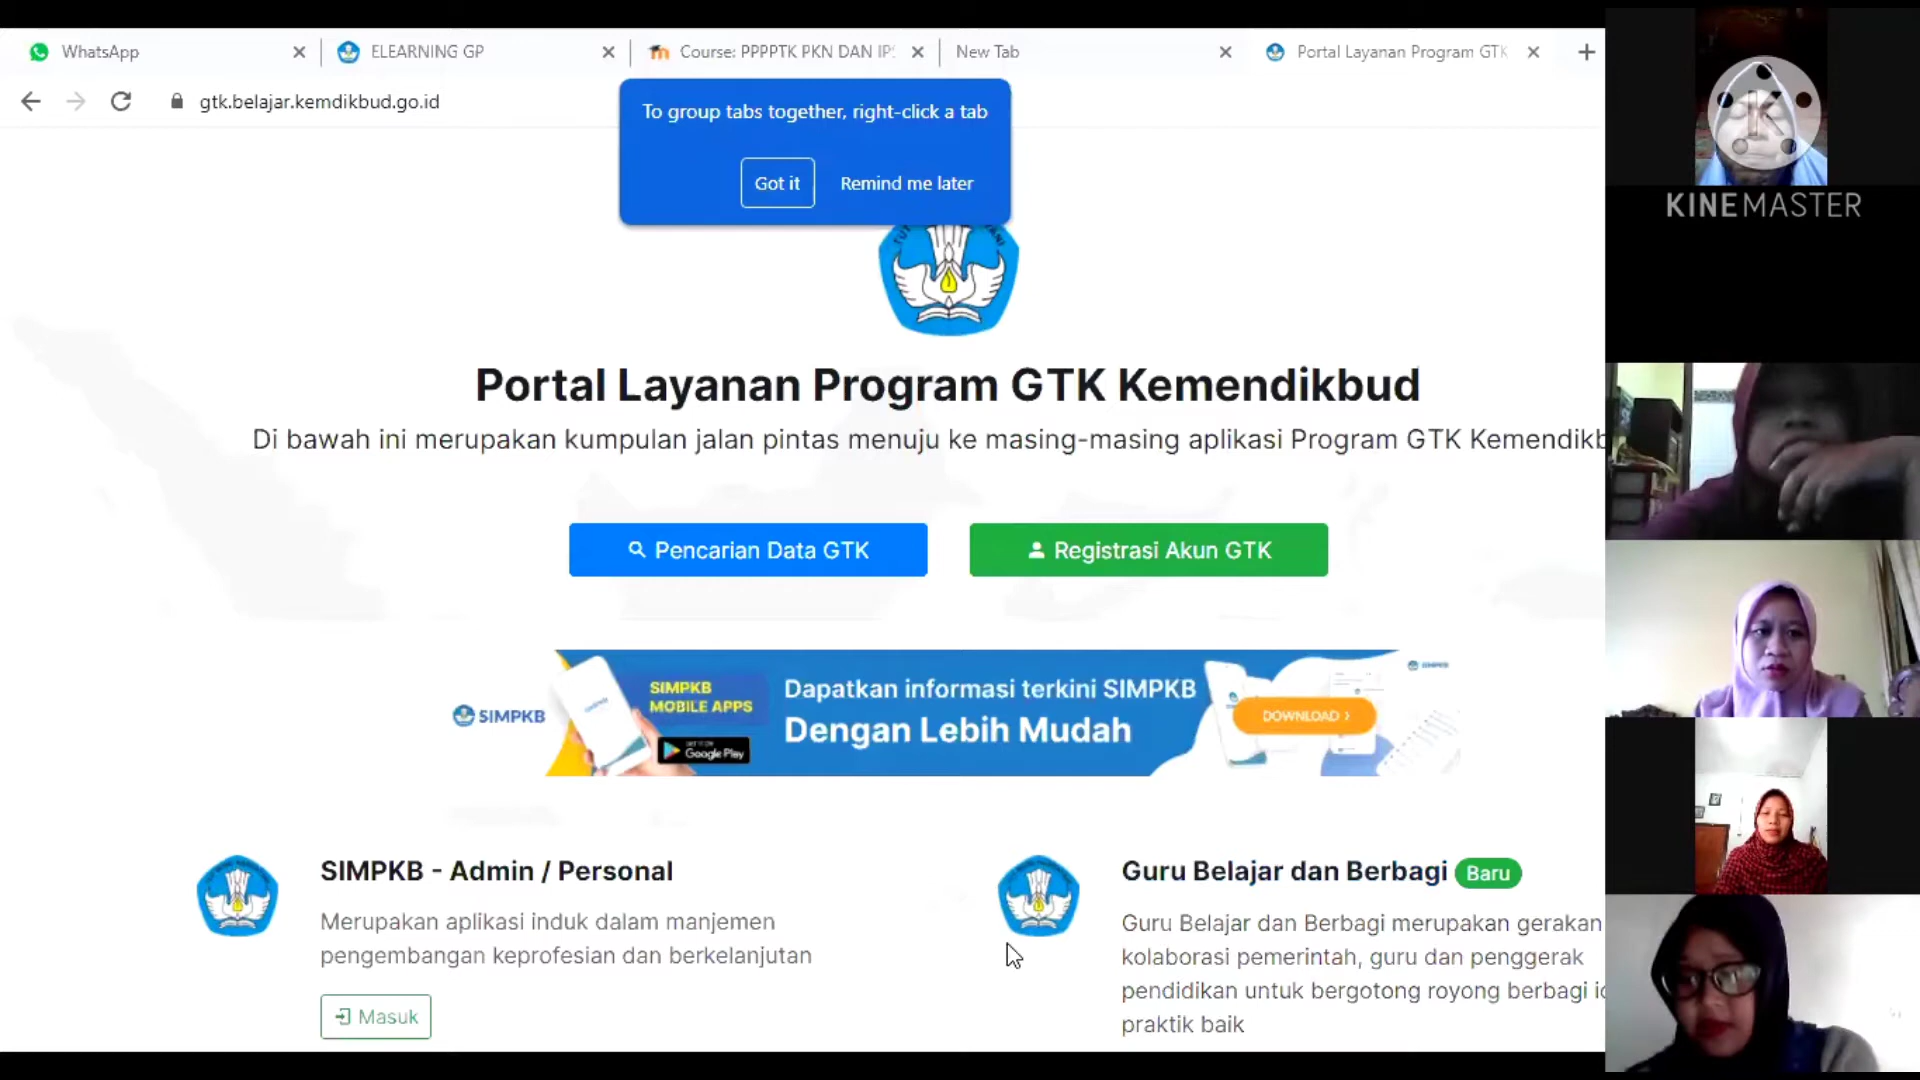 WhatsApp
ELEARNING GP
Course: PPPPTK PKN DAN IPS
New Tab
Portal Layanan Program GTK
gtk.belajar.kemdikbud.go.id
To group tabs together, right-click a tab
Got it
Remind me later
KINEMASTER
Portal Layanan Program GTK Kemendikbud
Di bawah ini merupakan kumpulan jalan pintas menuju ke masing-masing aplikasi Program GTK Kemendikb
Pencarian Data GTK
Registrasi Akun GTK
SIMPKB
SIMPKB
MOBILE APPS
GET IT ON
Google Play
Dapatkan informasi terkini SIMPKB
Dengan Lebih Mudah
DOWNLOAD
SIMPKB
SIMPKB - Admin / Personal
Merupakan aplikasi induk dalam manjemen
pengembangan keprofesian dan berkelanjutan
Masuk
Guru Belajar dan Berbagi
Baru
Guru Belajar dan Berbagi merupakan gerakan
kolaborasi pemerintah, guru dan penggerak
pendidikan untuk bergotong royong berbagi
praktik baik